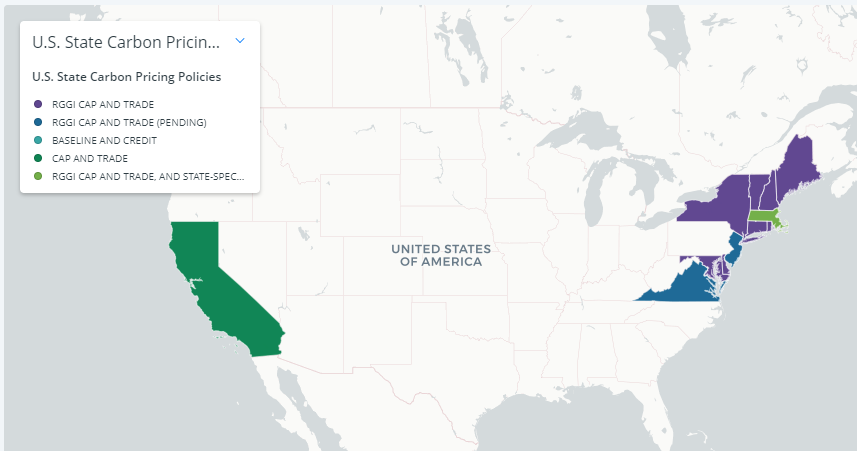 U.S. State Carbon Pricin...
U.S. State Carbon Pricing Policies
RGGI CAP AND TRADE
RGGI CAP AND TRADE (PENDING)
BASELINE AND CREDIT
CAP AND TRADE
RGGI CAP AND TRADE, AND STATE-SPEC...
UNITED STATES
OF AMERICA